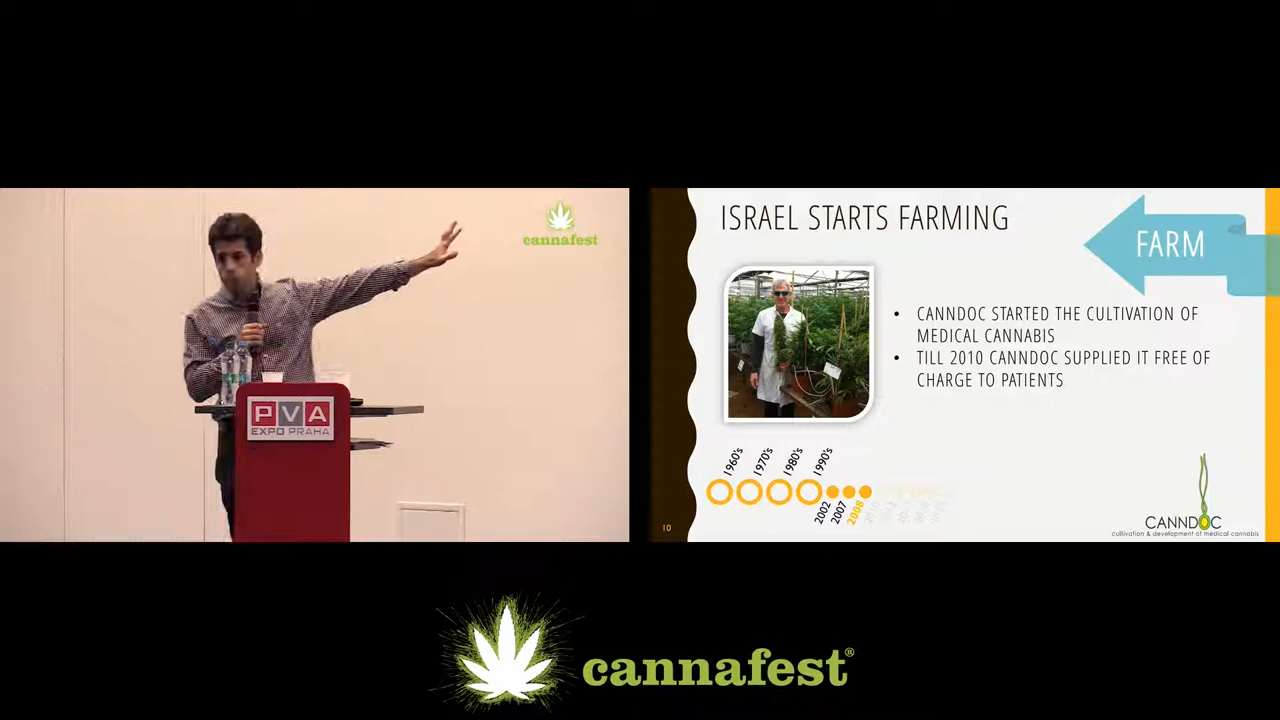 cannafest
PVA
EXPO PRAHA
ISRAEL STARTS FARMING
FARM
• CANNDOC STARTED THE CULTIVATION OF
MEDICAL CANNABIS
• TILL 2010 CANNDOC SUPPLIED IT FREE OF
CHARGE TO PATIENTS
1960's
1970's
1980's
1990's
2002
2007
2008
2010
10
CANNDOC
cultivation & development of medical cannabis
cannafest®